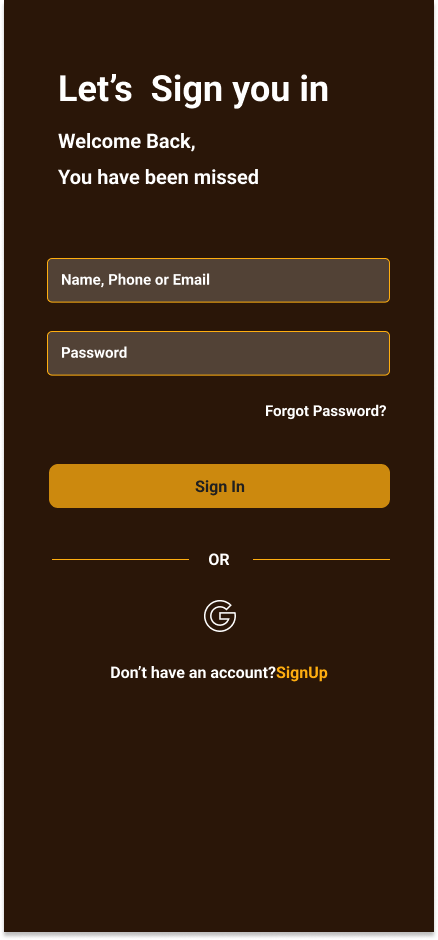 Let’s  Sign you in
Welcome Back,
You have been missed
Name, Phone or Email
Password
Forgot Password?
Sign In
OR
G
Don’t have an account?SignUp